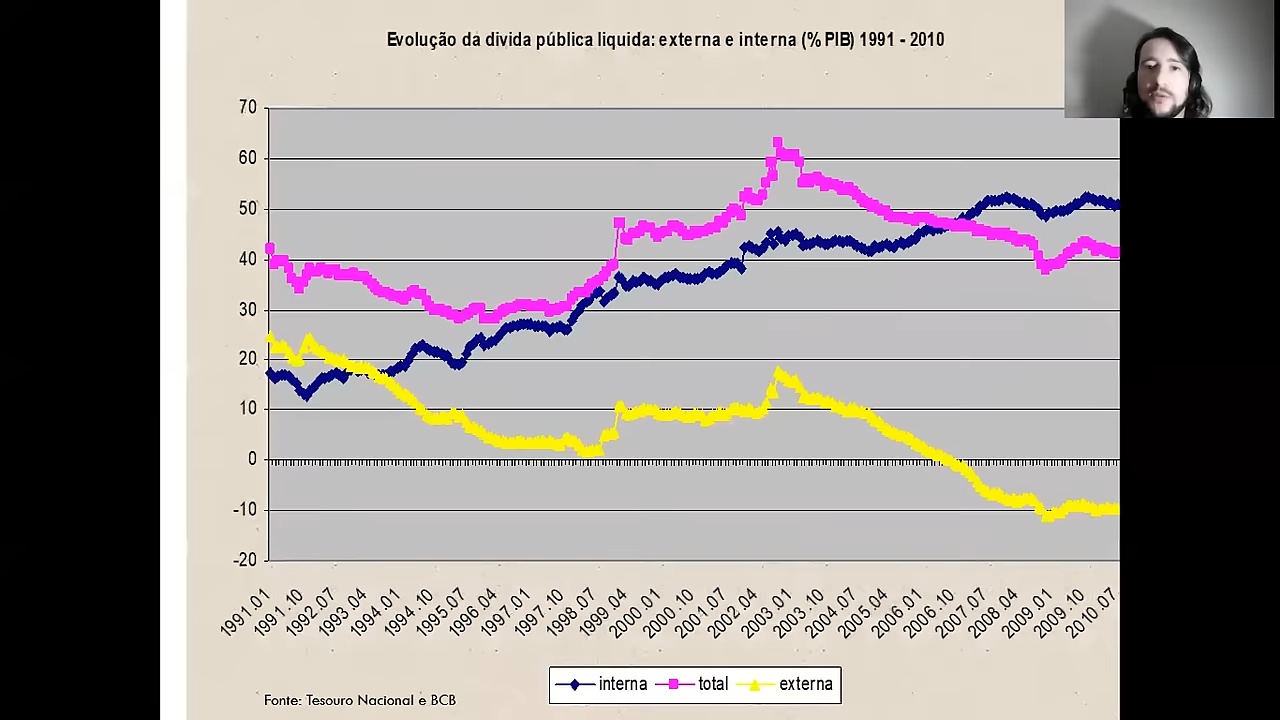 Evolução da divida pública liquida: externa e interna (% PIB) 1991 - 2010
70
60
50
40
30
20
10
0
-10
-20
1991.01 1991.10 1992.07 1993.04 1994.01 1994.10 1995.07 1996.04 1997.01 1997.10 1998.07 1999.04 2000.01 2000.10 2001.07 2002.04 2003.01 2003.10 2004.07 2005.04 2006.01 2006.10 2007.07 2008.04 2009.01 2009.10 2010.07
interna total externa
Fonte: Tesouro Nacional e BCB